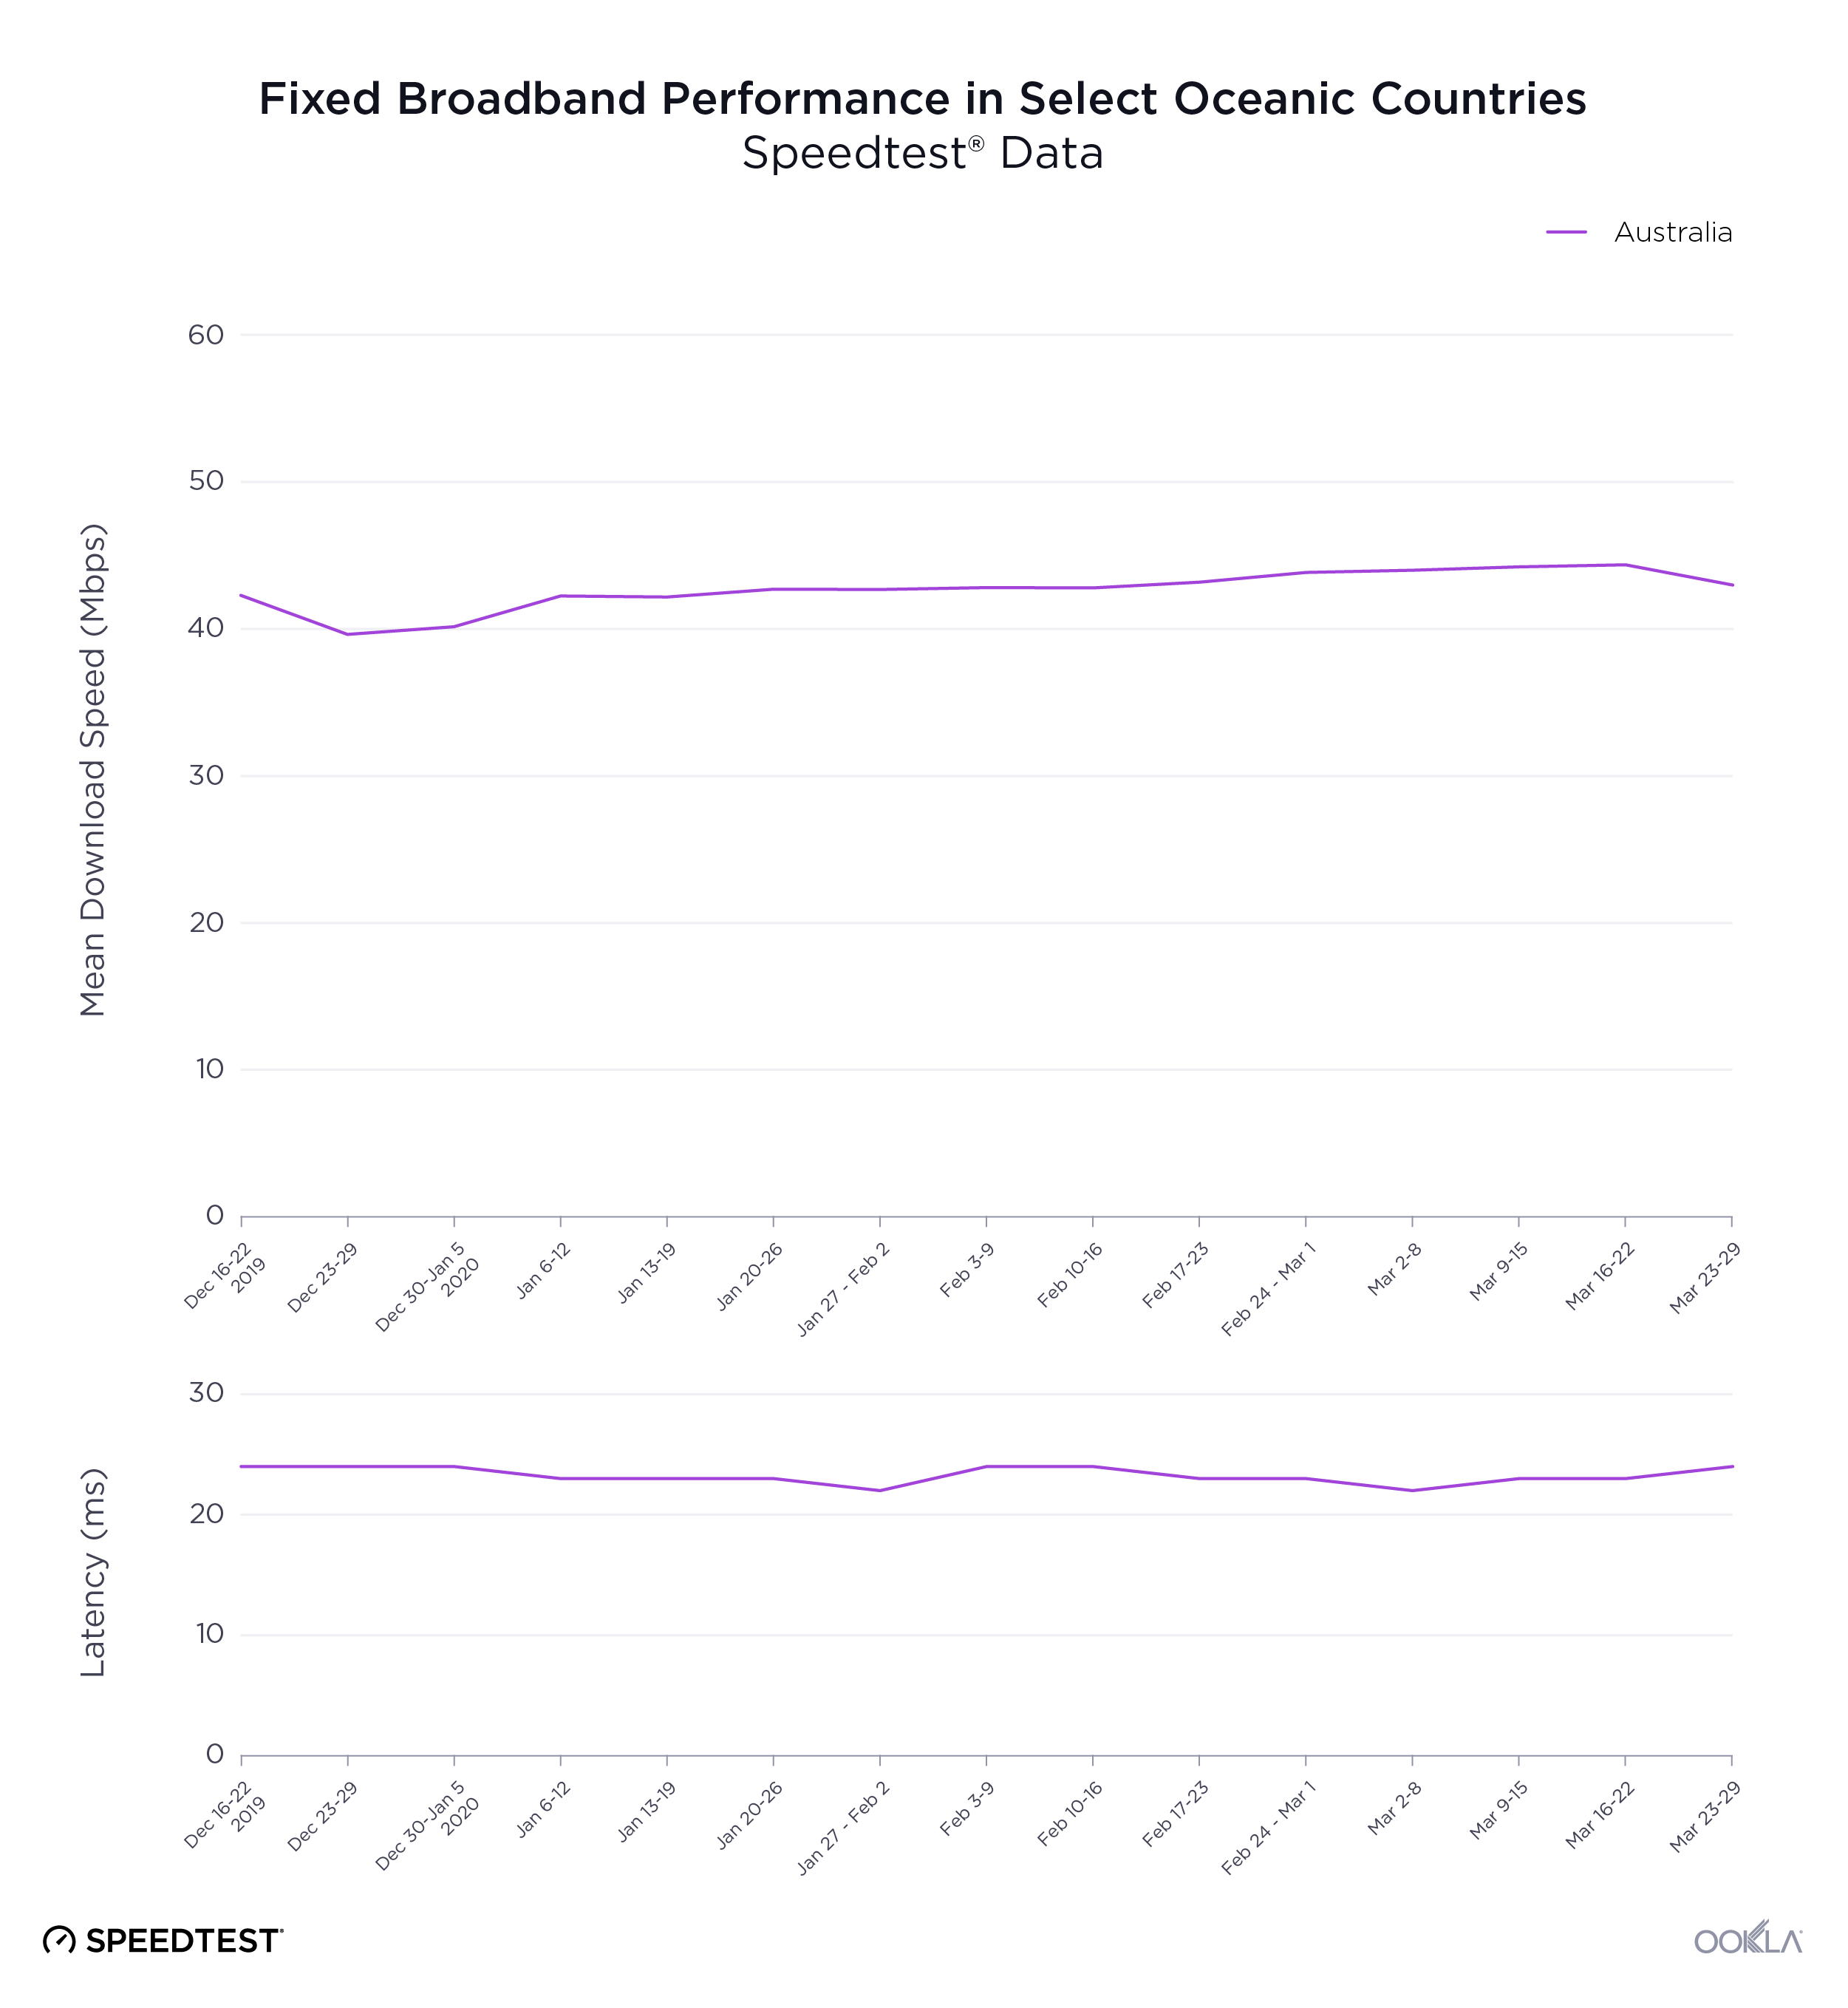 Fixed Broadband Performance in Select Oceanic Countries
Speedtest® Data
Australia
Mean Download Speed (Mbps)
60
50
40
30
20
10
0
Dec 16-22
2019
Dec 23-29
Dec 30-Jan 5
2020
Jan 6-12
Jan 13-19
Jan 20-26
Jan 27 - Feb 2
Feb 3-9
Feb 10-16
Feb 17-23
Feb 24 - Mar 1
Mar 2-8
Mar 9-15
Mar 16-22
Mar 23-29
Latency (ms)
30
20
10
0
Dec 16-22
2019
Dec 23-29
Dec 30-Jan 5
2020
Jan 6-12
Jan 13-19
Jan 20-26
Jan 27 - Feb 2
Feb 3-9
Feb 10-16
Feb 17-23
Feb 24 - Mar 1
Mar 2-8
Mar 9-15
Mar 16-22
Mar 23-29
SPEEDTEST®
OOKLA®